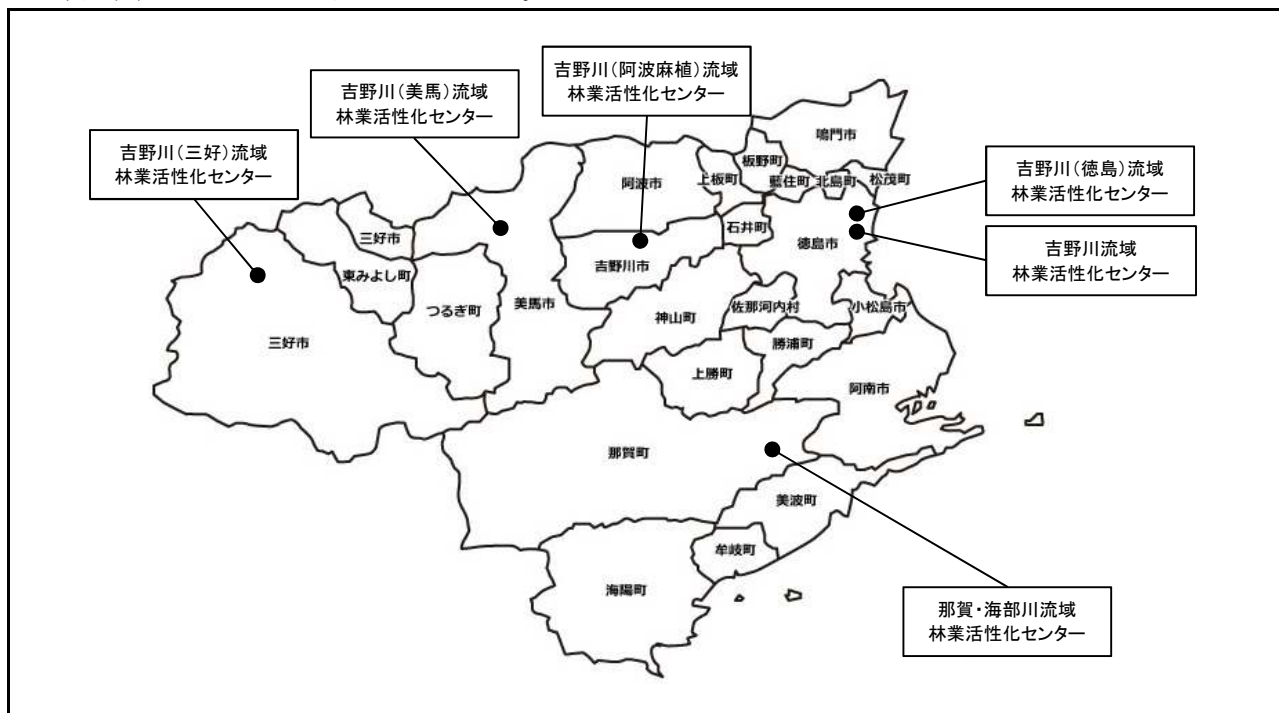 吉野川(阿波麻植)流域
林業活性化センター
吉野川(美馬)流域
林業活性化センター
吉野川(三好)流域
林業活性化センター
吉野川(徳島)流域
林業活性化センター
吉野川流域
林業活性化センター
那賀・海部川流域
林業活性化センター
鳴門市
板野町
上板町
藍住町
北島町
松茂町
阿波市
石井町
徳島市
三好市
吉野川市
東みよし町
つるぎ町
美馬市
佐那河内村
小松島市
神山町
三好市
勝浦町
上勝町
阿南市
那賀町
美波町
牟岐町
海陽町